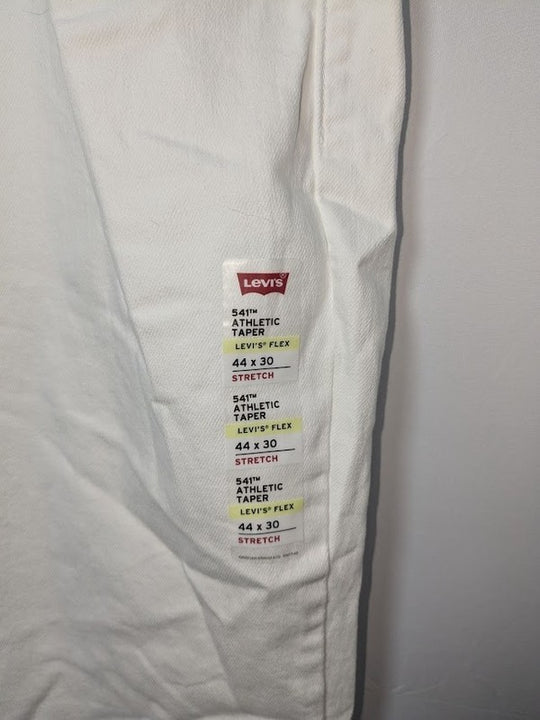 Levi's®
541™
ATHLETIC
TAPER
LEVI'S® FLEX
44 x 30
STRETCH
541™
ATHLETIC
TAPER
LEVI'S® FLEX
44 x 30
STRETCH
541™
ATHLETIC
TAPER
LEVI'S® FLEX
44 x 30
STRETCH